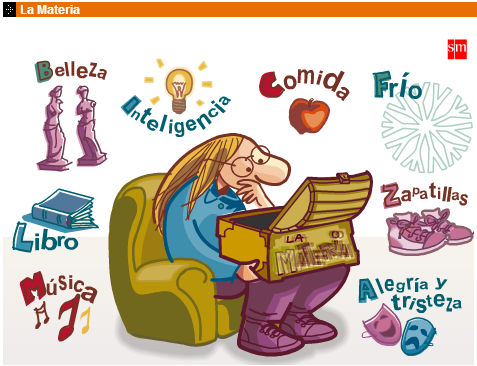 La Materia
sm
Belleza
Inteligencia
Comida
Frío
Libro
Zapatillas
LA
MATERIA
Música
Alegría y
tristeza